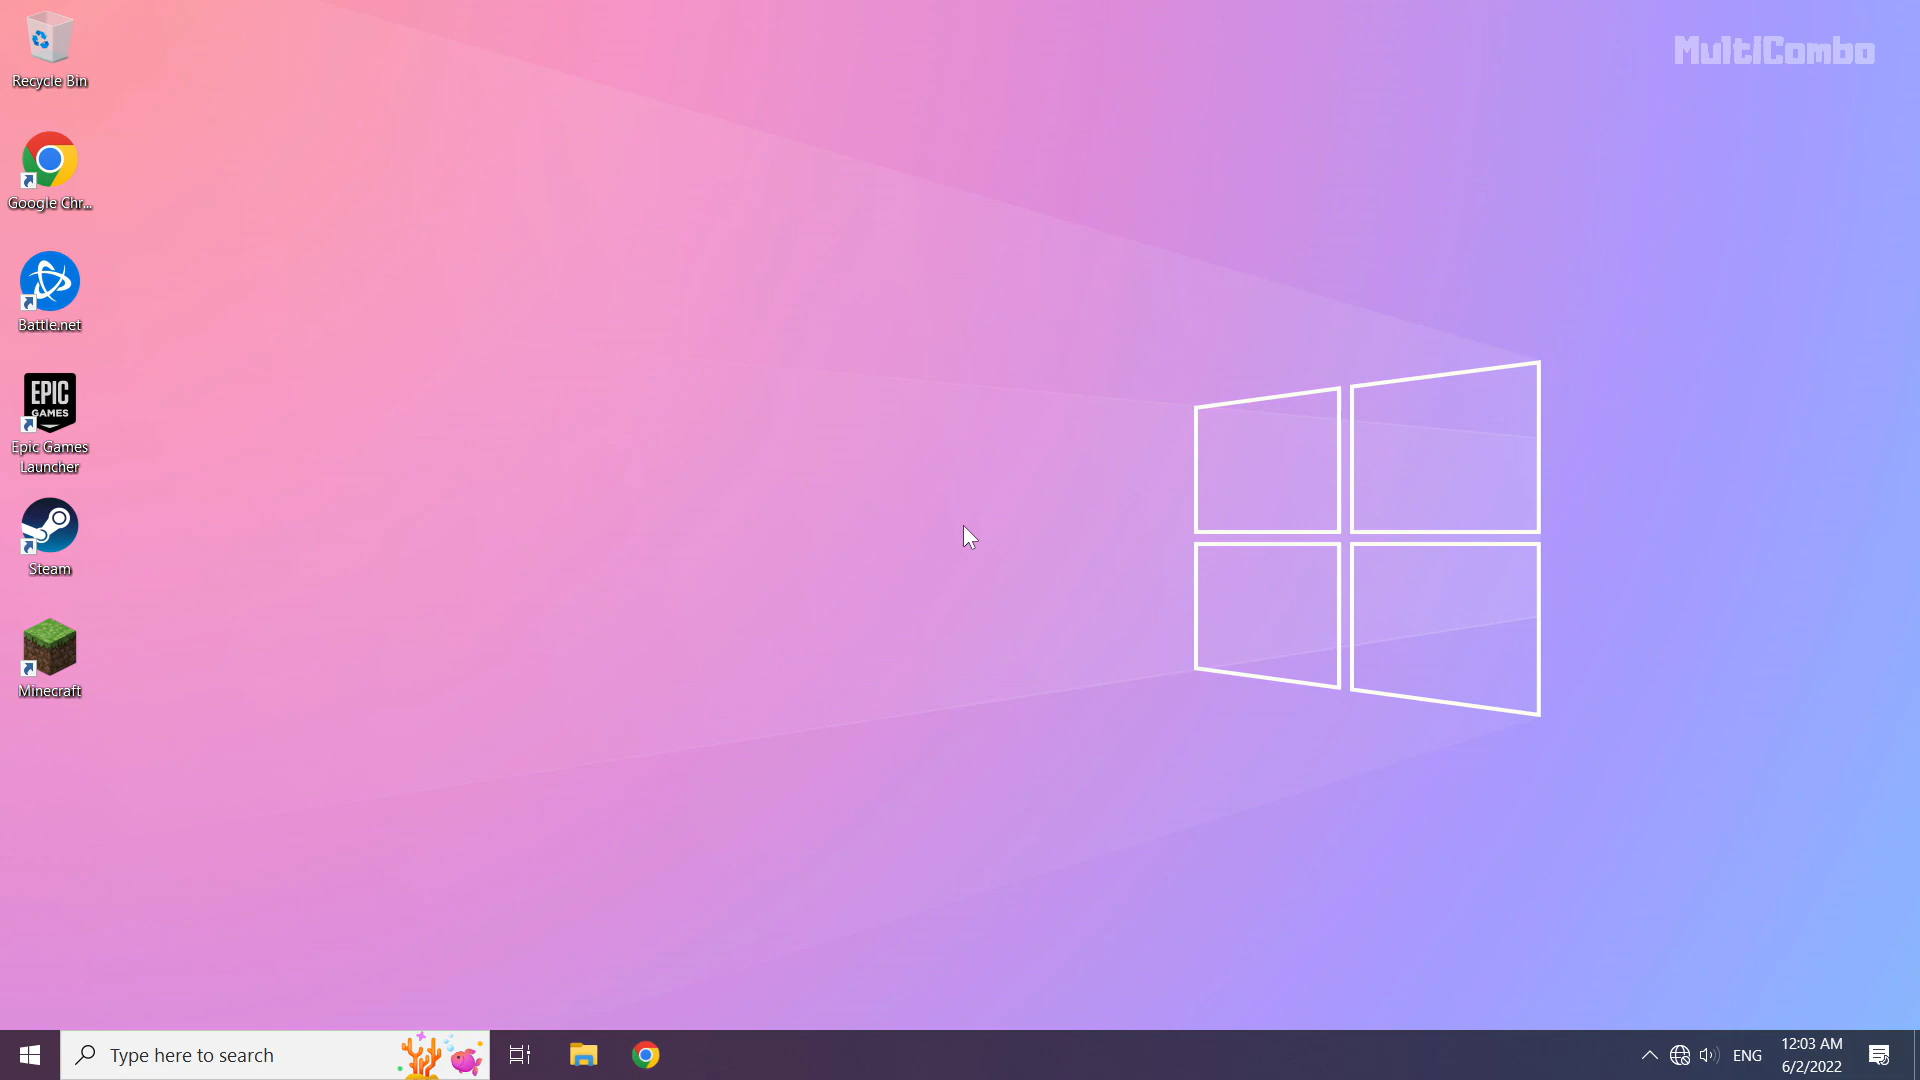 MultiCombo
Recycle Bin
Google Chr...
Battle.net
EPIC
GAMES
Epic Games
Launcher
Steam
Minecraft
Type here to search
ENG
12:03 AM
6/2/2022